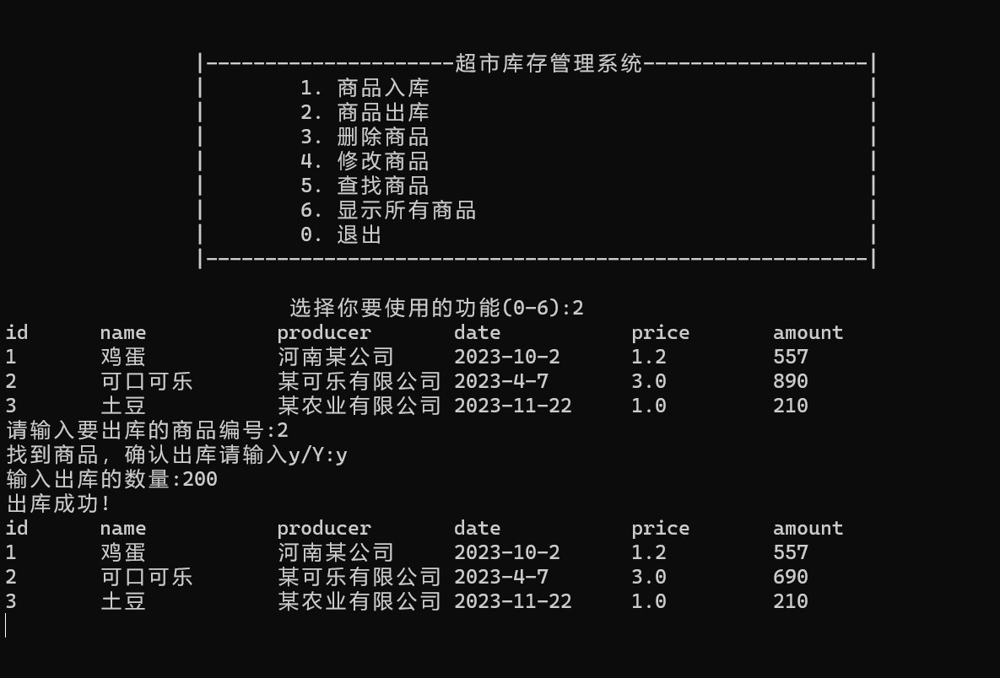 |---------------------超市库存管理系统-------------------|
| 1. 商品入库 |
| 2. 商品出库 |
| 3. 删除商品 |
| 4. 修改商品 |
| 5. 查找商品 |
| 6. 显示所有商品 |
| 0. 退出 |
|--------------------------------------------------------|
选择你要使用的功能(0-6):2
id name producer date price amount
1 鸡蛋 河南某公司 2023-10-2 1.2 557
2 可口可乐 某可乐有限公司 2023-4-7 3.0 890
3 土豆 某农业有限公司 2023-11-22 1.0 210
请输入要出库的商品编号:2
找到商品, 确认出库请输入y/Y:y
输入出库的数量:200
出库成功!
id name producer date price amount
1 鸡蛋 河南某公司 2023-10-2 1.2 557
2 可口可乐 某可乐有限公司 2023-4-7 3.0 690
3 土豆 某农业有限公司 2023-11-22 1.0 210